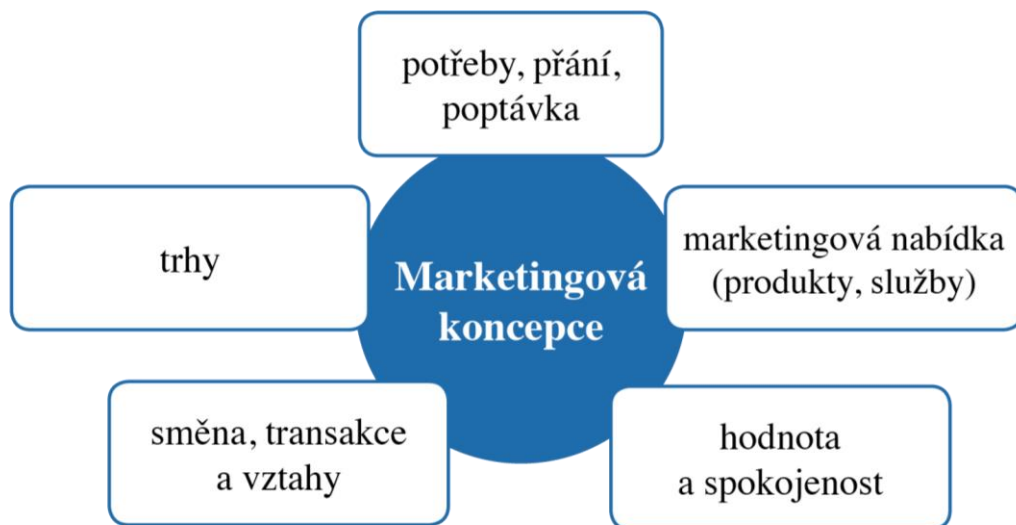 potřeby, přání,
poptávka
trhy
marketingová nabídka
(produkty, služby)
Marketingová
koncepce
směna, transakce
a vztahy
hodnota
a spokojenost